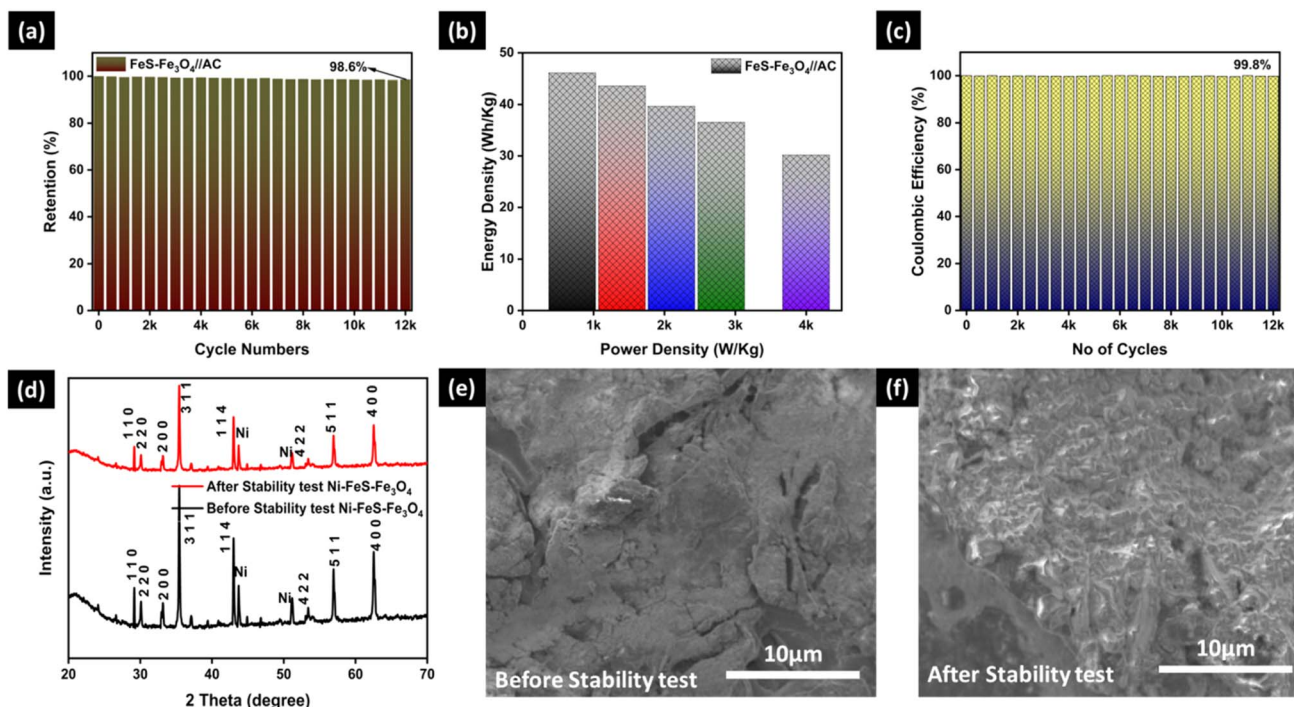 (a)
FeS-Fe₃O₄//AC
98.6%
100
80
60
40
20
0
Retention (%)
0 2k 4k 6k 8k 10k 12k
Cycle Numbers
(b)
FeS-Fe₃O₄//AC
50
40
30
20
10
0
Energy Density (Wh/Kg)
0 1k 2k 3k 4k
Power Density (W/Kg)
(c)
99.8%
100
80
60
40
20
0
Coulombic Efficiency (%)
0 2k 4k 6k 8k 10k 12k
No of Cycles
(d)
1 1 0
2 2 0
2 0 0
3 1 1
1 1 4
Ni
Ni
4 2 2
5 1 1
4 0 0
After Stability test Ni-FeS-Fe₃O₄
Before Stability test Ni-FeS-Fe₃O₄
1 1 0
2 2 0
2 0 0
3 1 1
1 1 4
Ni
Ni
4 2 2
5 1 1
4 0 0
Intensity (a.u.)
20 30 40 50 60 70
2 Theta (degree)
(e)
10μm
Before Stability test
(f)
10μm
After Stability test